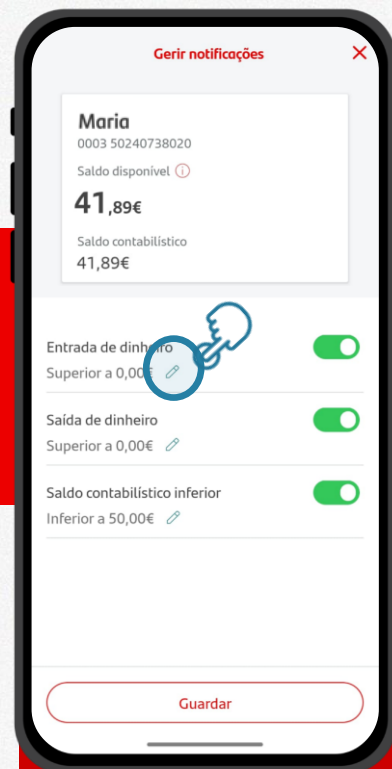 Gerir notificações
Maria
0003 50240738020
Saldo disponível
41,89€
Saldo contabilístico
41,89€
Entrada de dinheiro
Superior a 0,00€
Saída de dinheiro
Superior a 0,00€
Saldo contabilístico inferior
Inferior a 50,00€
Guardar